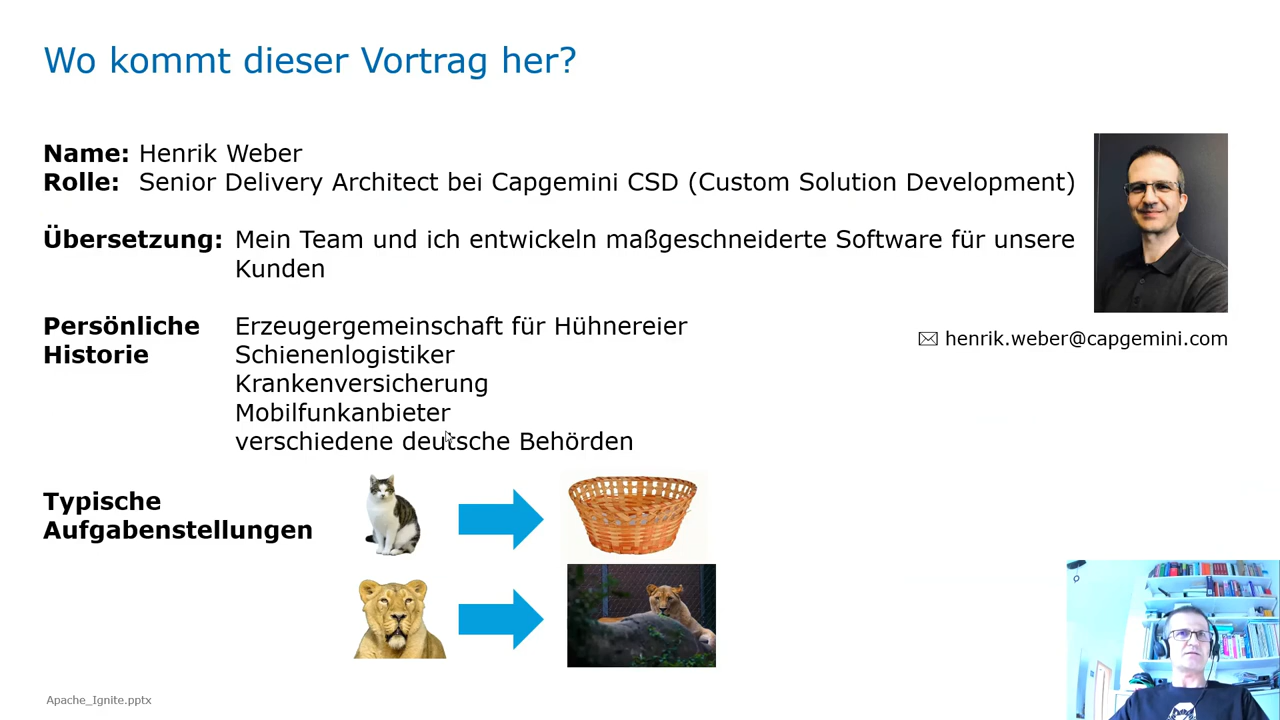 Wo kommt dieser Vortrag her?
Name: Henrik Weber
Rolle: Senior Delivery Architect bei Capgemini CSD (Custom Solution Development)
Übersetzung: Mein Team und ich entwickeln maßgeschneiderte Software für unsere
Kunden
Persönliche Erzeugergemeinschaft für Hühnereier
Historie Schienenlogistiker
Krankenversicherung
Mobilfunkanbieter
verschiedene deutsche Behörden
✉ henrik.weber@capgemini.com
Typische
Aufgabenstellungen
Apache_Ignite.pptx